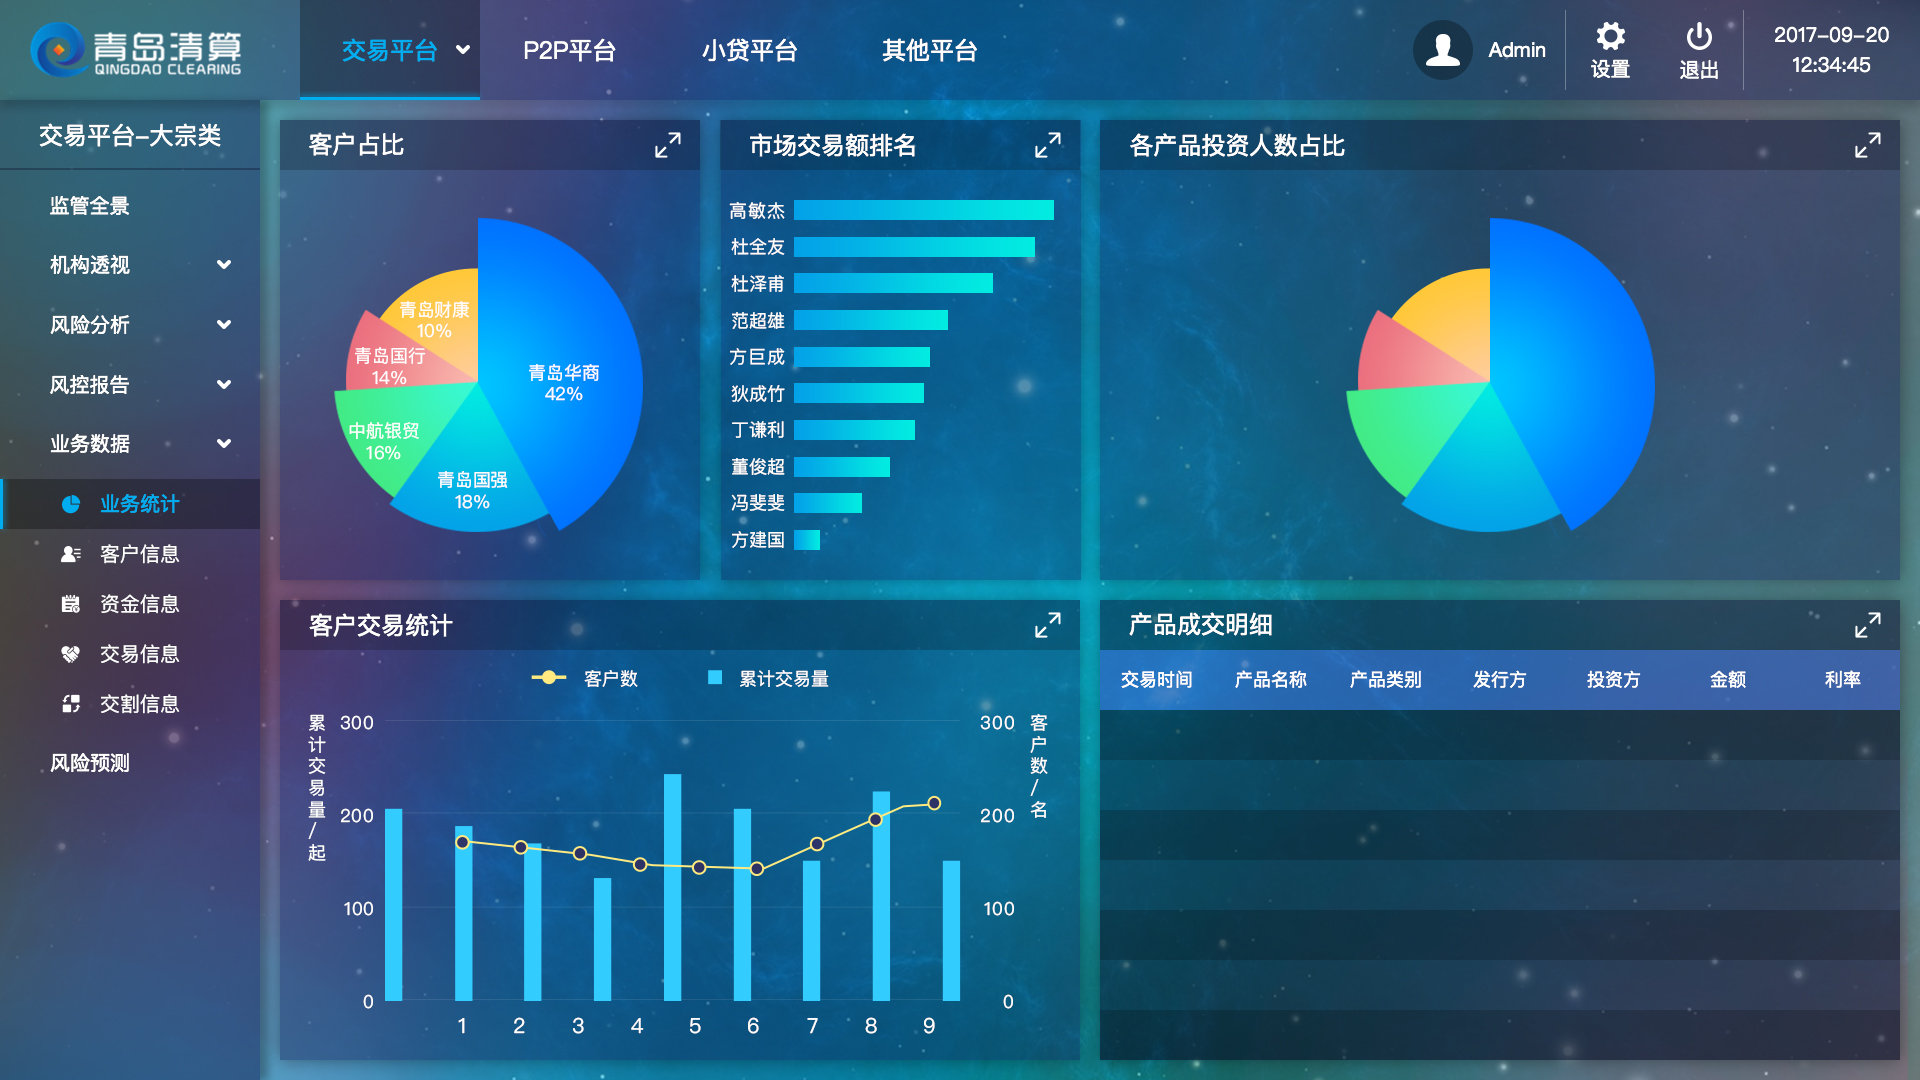 青岛清算
QINGDAO CLEARING
交易平台
P2P平台
小贷平台
其他平台
Admin
设置
退出
2017-09-20
12:34:45
交易平台-大宗类
监管全景
机构透视
风险分析
风控报告
业务数据
业务统计
客户信息
资金信息
交易信息
交割信息
风险预测
客户占比
青岛财康
10%
青岛国行
14%
青岛华商
42%
中航银贸
16%
青岛国强
18%
市场交易额排名
高敏杰
杜全友
杜泽甫
范超雄
方巨成
狄成竹
丁谦利
董俊超
冯斐斐
方建国
各产品投资人数占比
客户交易统计
客户数
累计交易量
累计交易量/起
300
200
100
0
300
200
100
0
客户数/名
1 2 3 4 5 6 7 8 9
产品成交明细
交易时间 产品名称 产品类别 发行方 投资方 金额 利率